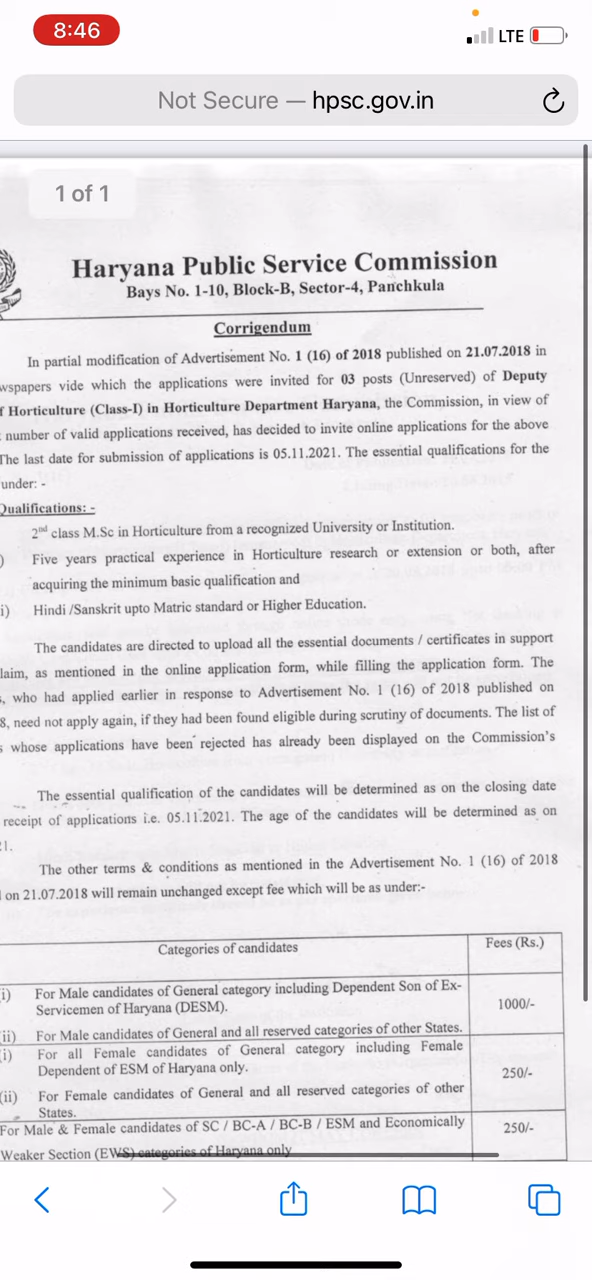 8:46
LTE
Not Secure — hpsc.gov.in
1 of 1
Haryana Public Service Commission
Bays No. 1-10, Block-B, Sector-4, Panchkula
Corrigendum
In partial modification of Advertisement No. 1 (16) of 2018 published on 21.07.2018 in
wspapers vide which the applications were invited for 03 posts (Unreserved) of Deputy
f Horticulture (Class-I) in Horticulture Department Haryana, the Commission, in view of
number of valid applications received, has decided to invite online applications for the above
The last date for submission of applications is 05.11.2021. The essential qualifications for the
under: -
Qualifications: -
2nd class M.Sc in Horticulture from a recognized University or Institution.
) Five years practical experience in Horticulture research or extension or both, after
acquiring the minimum basic qualification and
i) Hindi /Sanskrit upto Matric standard or Higher Education.
The candidates are directed to upload all the essential documents / certificates in support
laim, as mentioned in the online application form, while filling the application form. The
s, who had applied earlier in response to Advertisement No. 1 (16) of 2018 published on
8, need not apply again, if they had been found eligible during scrutiny of documents. The list of
s whose applications have been rejected has already been displayed on the Commission's
The essential qualification of the candidates will be determined as on the closing date
receipt of applications i.e. 05.11.2021. The age of the candidates will be determined as on
21.
The other terms & conditions as mentioned in the Advertisement No. 1 (16) of 2018
on 21.07.2018 will remain unchanged except fee which will be as under:-
Categories of candidates Fees (Rs.)
i) For Male candidates of General category including Dependent Son of Ex-
Servicemen of Haryana (DESM). 1000/-
ii) For Male candidates of General and all reserved categories of other States.
i) For all Female candidates of General category including Female
Dependent of ESM of Haryana only. 250/-
(ii) For Female candidates of General and all reserved categories of other
States.
For Male & Female candidates of SC / BC-A / BC-B / ESM and Economically 250/-
Weaker Section (EWS) categories of Haryana only